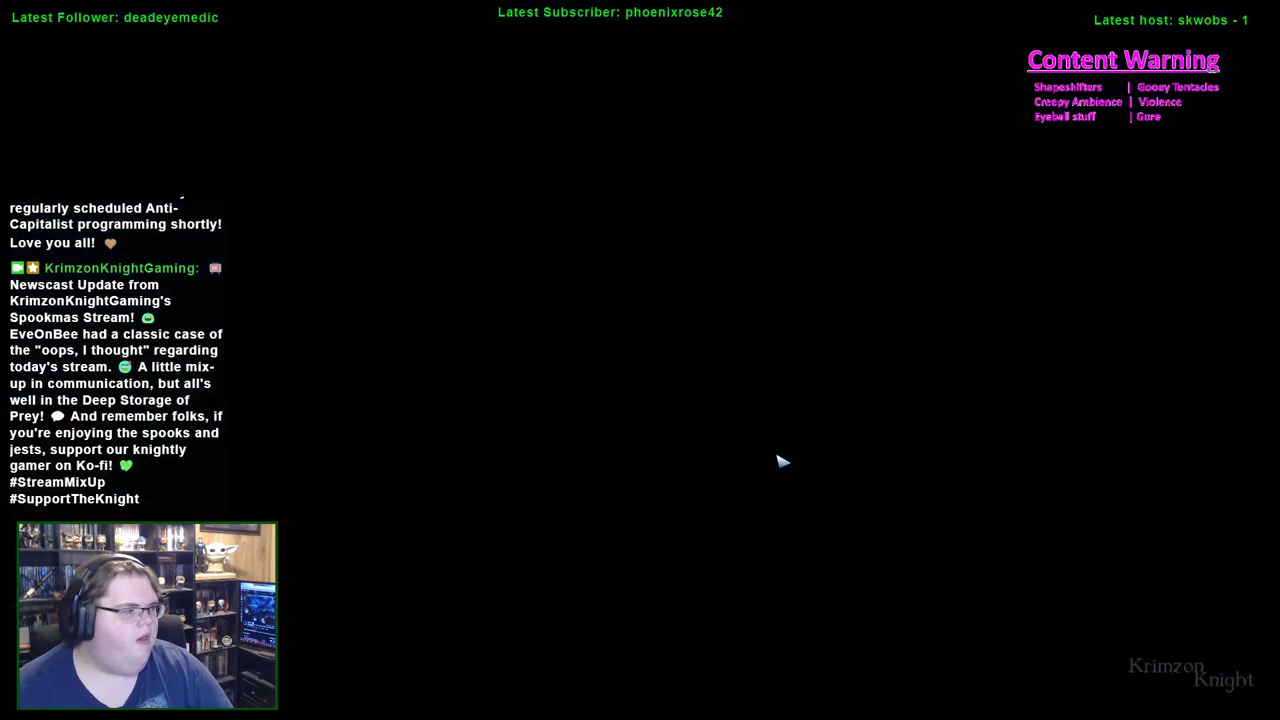 Latest Follower: deadeyemedic
Latest Subscriber: phoenixrose42
Latest host: skwobs - 1
Content Warning
Shapeshifters | Gooey Tentacles
Creepy Ambience | Violence
Eyeball stuff | Gore
regularly scheduled Anti-
Capitalist programming shortly!
Love you all!
KrimzonKnightGaming:
Newscast Update from
KrimzonKnightGaming's
Spookmas Stream!
EveOnBee had a classic case of
the "oops, I thought" regarding
today's stream. A little mix-
up in communication, but all's
well in the Deep Storage of
Prey! And remember folks, if
you're enjoying the spooks and
jests, support our knightly
gamer on Ko-fi!
#StreamMixUp
#SupportTheKnight
Krimzon
Knight